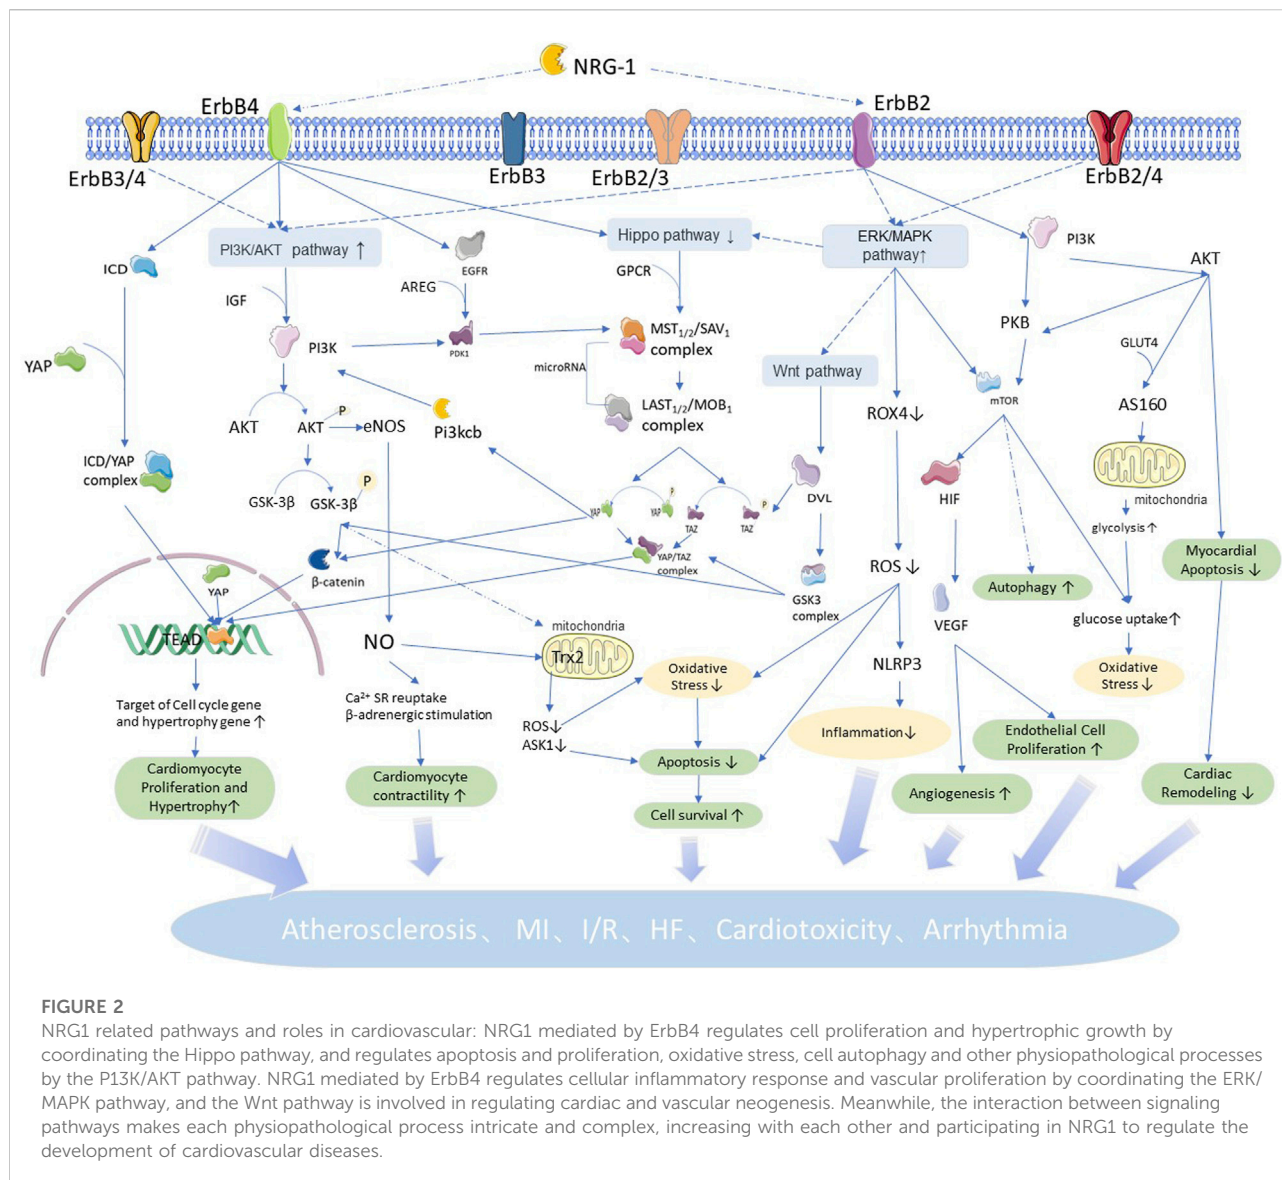 NRG-1
ErbB4
ErbB2
ErbB3/4
ErbB3
ErbB2/3
ErbB2/4
PI3K/AKT pathway ↑
Hippo pathway ↓
ERK/MAPK
pathway↑
PI3K
AKT
ICD
EGFR
GPCR
AREG
IGF
PKB
GLUT4
YAP
PI3K
PDK1
MST1/2/SAV1
complex
microRNA
Wnt pathway
mTOR
AS160
LAST1/2/MOB1
complex
ROX4↓
AKT
AKT
P
eNOS
Pi3kcb
ICD/YAP
complex
GSK-3β
GSK-3β
P
DVL
HIF
mitochondria
YAP
YAP
P
TAZ
TAZ
P
glycolysis↑
YAP/TAZ
complex
β-catenin
ROS ↓
Myocardial
Apoptosis ↓
Autophagy ↑
YAP
GSK3
complex
VEGF
glucose uptake↑
TEAD
NO
mitochondria
Trx2
NLRP3
Oxidative
Stress ↓
Oxidative
Stress ↓
Target of Cell cycle gene
and hypertrophy gene ↑
Ca2+ SR reuptake
β-adrenergic stimulation
ROS↓
ASK1↓
Inflammation↓
Endothelial Cell
Proliferation ↑
Apoptosis ↓
Cardiomyocyte
Proliferation and
Hypertrophy↑
Cardiomyocyte
contractility ↑
Angiogenesis ↑
Cardiac
Remodeling ↓
Cell survival ↑
Atherosclerosis、 MI、I/R、HF、Cardiotoxicity、Arrhythmia
FIGURE 2
NRG1 related pathways and roles in cardiovascular: NRG1 mediated by ErbB4 regulates cell proliferation and hypertrophic growth by
coordinating the Hippo pathway, and regulates apoptosis and proliferation, oxidative stress, cell autophagy and other physiopathological processes
by the P13K/AKT pathway. NRG1 mediated by ErbB4 regulates cellular inflammatory response and vascular proliferation by coordinating the ERK/
MAPK pathway, and the Wnt pathway is involved in regulating cardiac and vascular neogenesis. Meanwhile, the interaction between signaling
pathways makes each physiopathological process intricate and complex, increasing with each other and participating in NRG1 to regulate the
development of cardiovascular diseases.